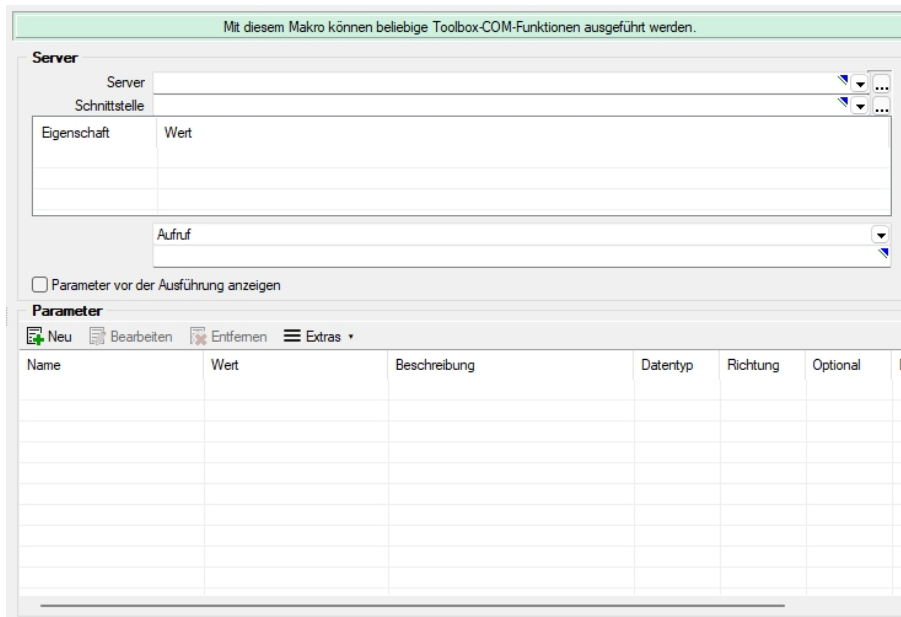 Mit diesem Makro können beliebige Toolbox-COM-Funktionen ausgeführt werden.
Server
Server
...
Schnittstelle
...
Eigenschaft Wert
Aufruf
Parameter vor der Ausführung anzeigen
Parameter
Neu Bearbeiten Entfernen Extras
Name Wert Beschreibung Datentyp Richtung Optional